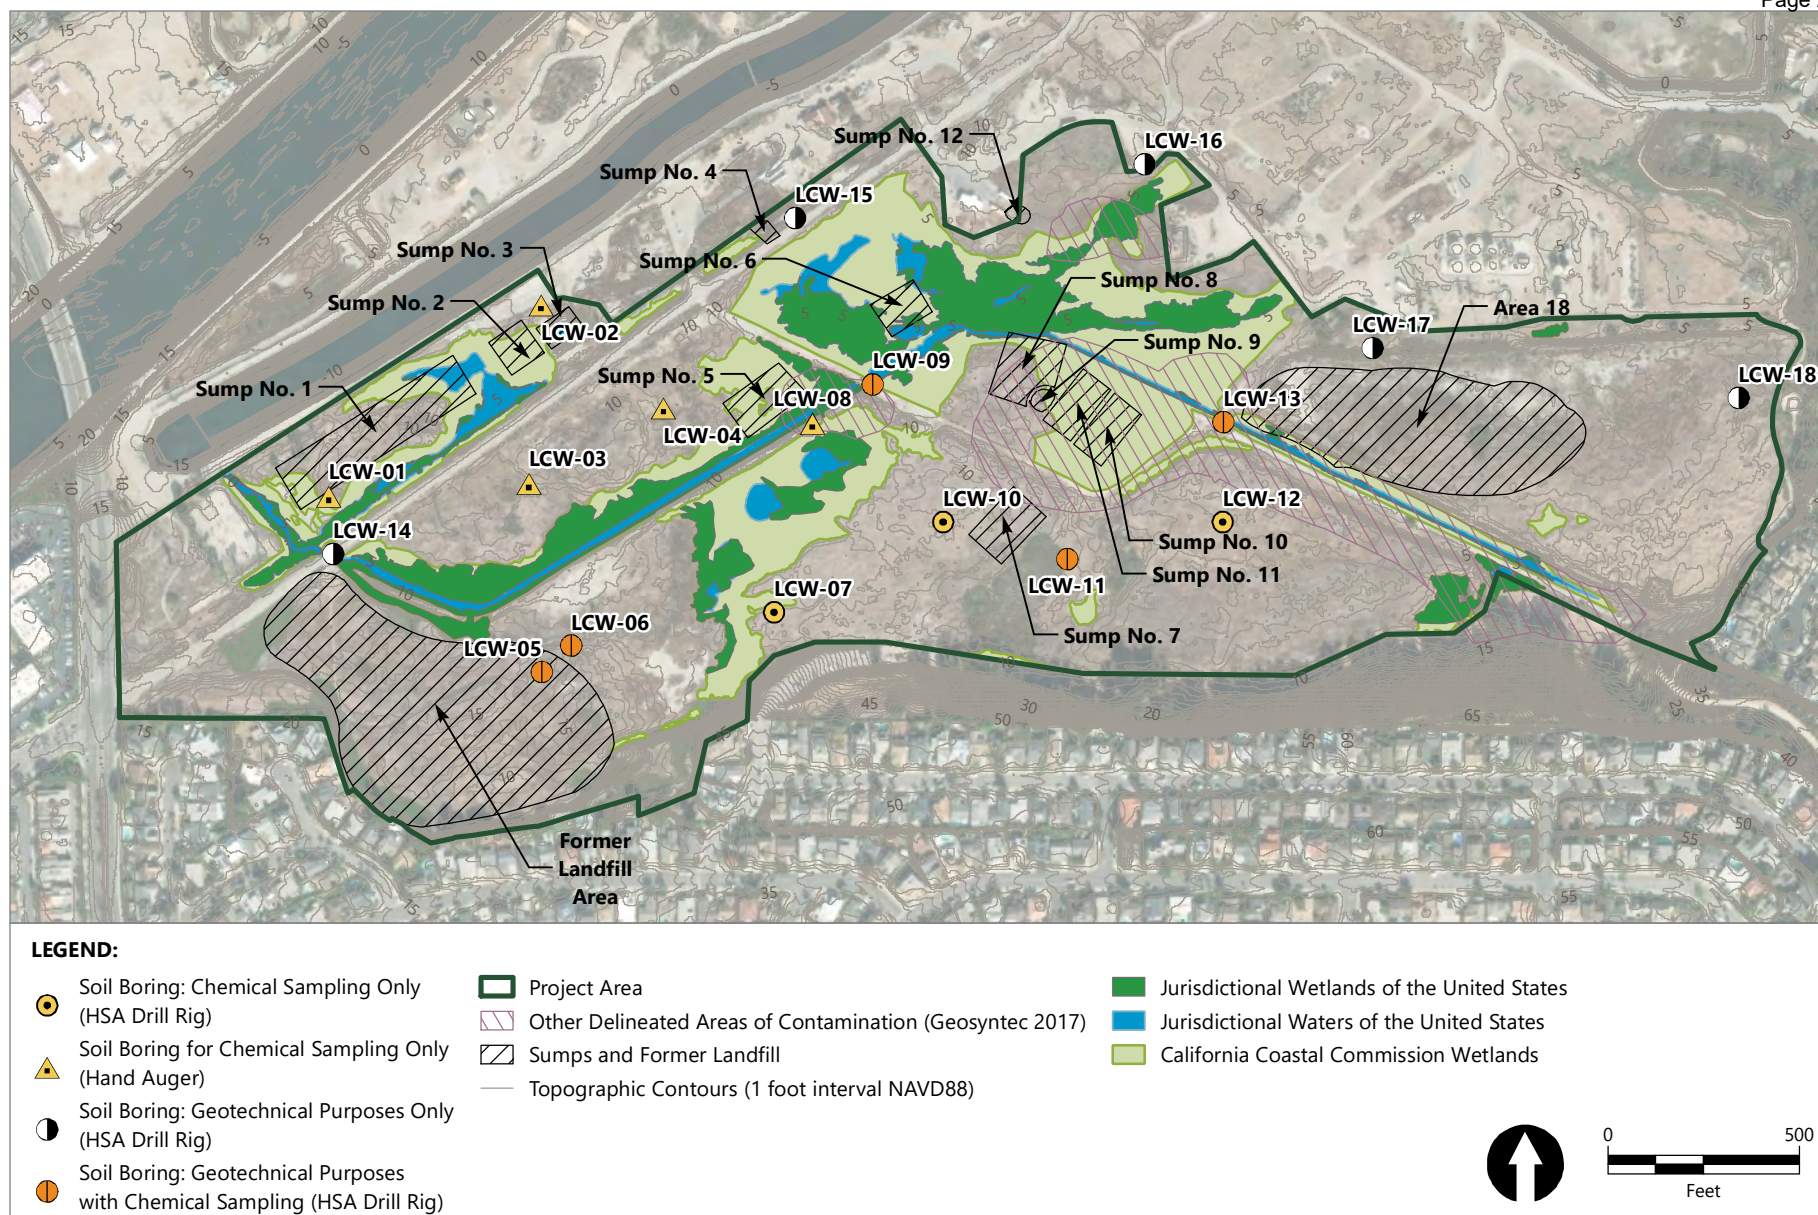 Page
Sump No. 12
LCW-16
Sump No. 4
LCW-15
Sump No. 3
Sump No. 6
Sump No. 8
Sump No. 2
LCW-02
Area 18
LCW-17
Sump No. 9
LCW-09
Sump No. 5
Sump No. 1
LCW-18
LCW-08
LCW-13
LCW-04
LCW-03
LCW-01
LCW-10
LCW-12
LCW-14
Sump No. 10
Sump No. 11
LCW-11
LCW-07
LCW-06
Sump No. 7
LCW-05
Former
Landfill
Area
LEGEND:
Soil Boring: Chemical Sampling Only
(HSA Drill Rig)
Soil Boring for Chemical Sampling Only
(Hand Auger)
Soil Boring: Geotechnical Purposes Only
(HSA Drill Rig)
Soil Boring: Geotechnical Purposes
with Chemical Sampling (HSA Drill Rig)
Project Area
Other Delineated Areas of Contamination (Geosyntec 2017)
Sumps and Former Landfill
Topographic Contours (1 foot interval NAVD88)
Jurisdictional Wetlands of the United States
Jurisdictional Waters of the United States
California Coastal Commission Wetlands
0 500
Feet